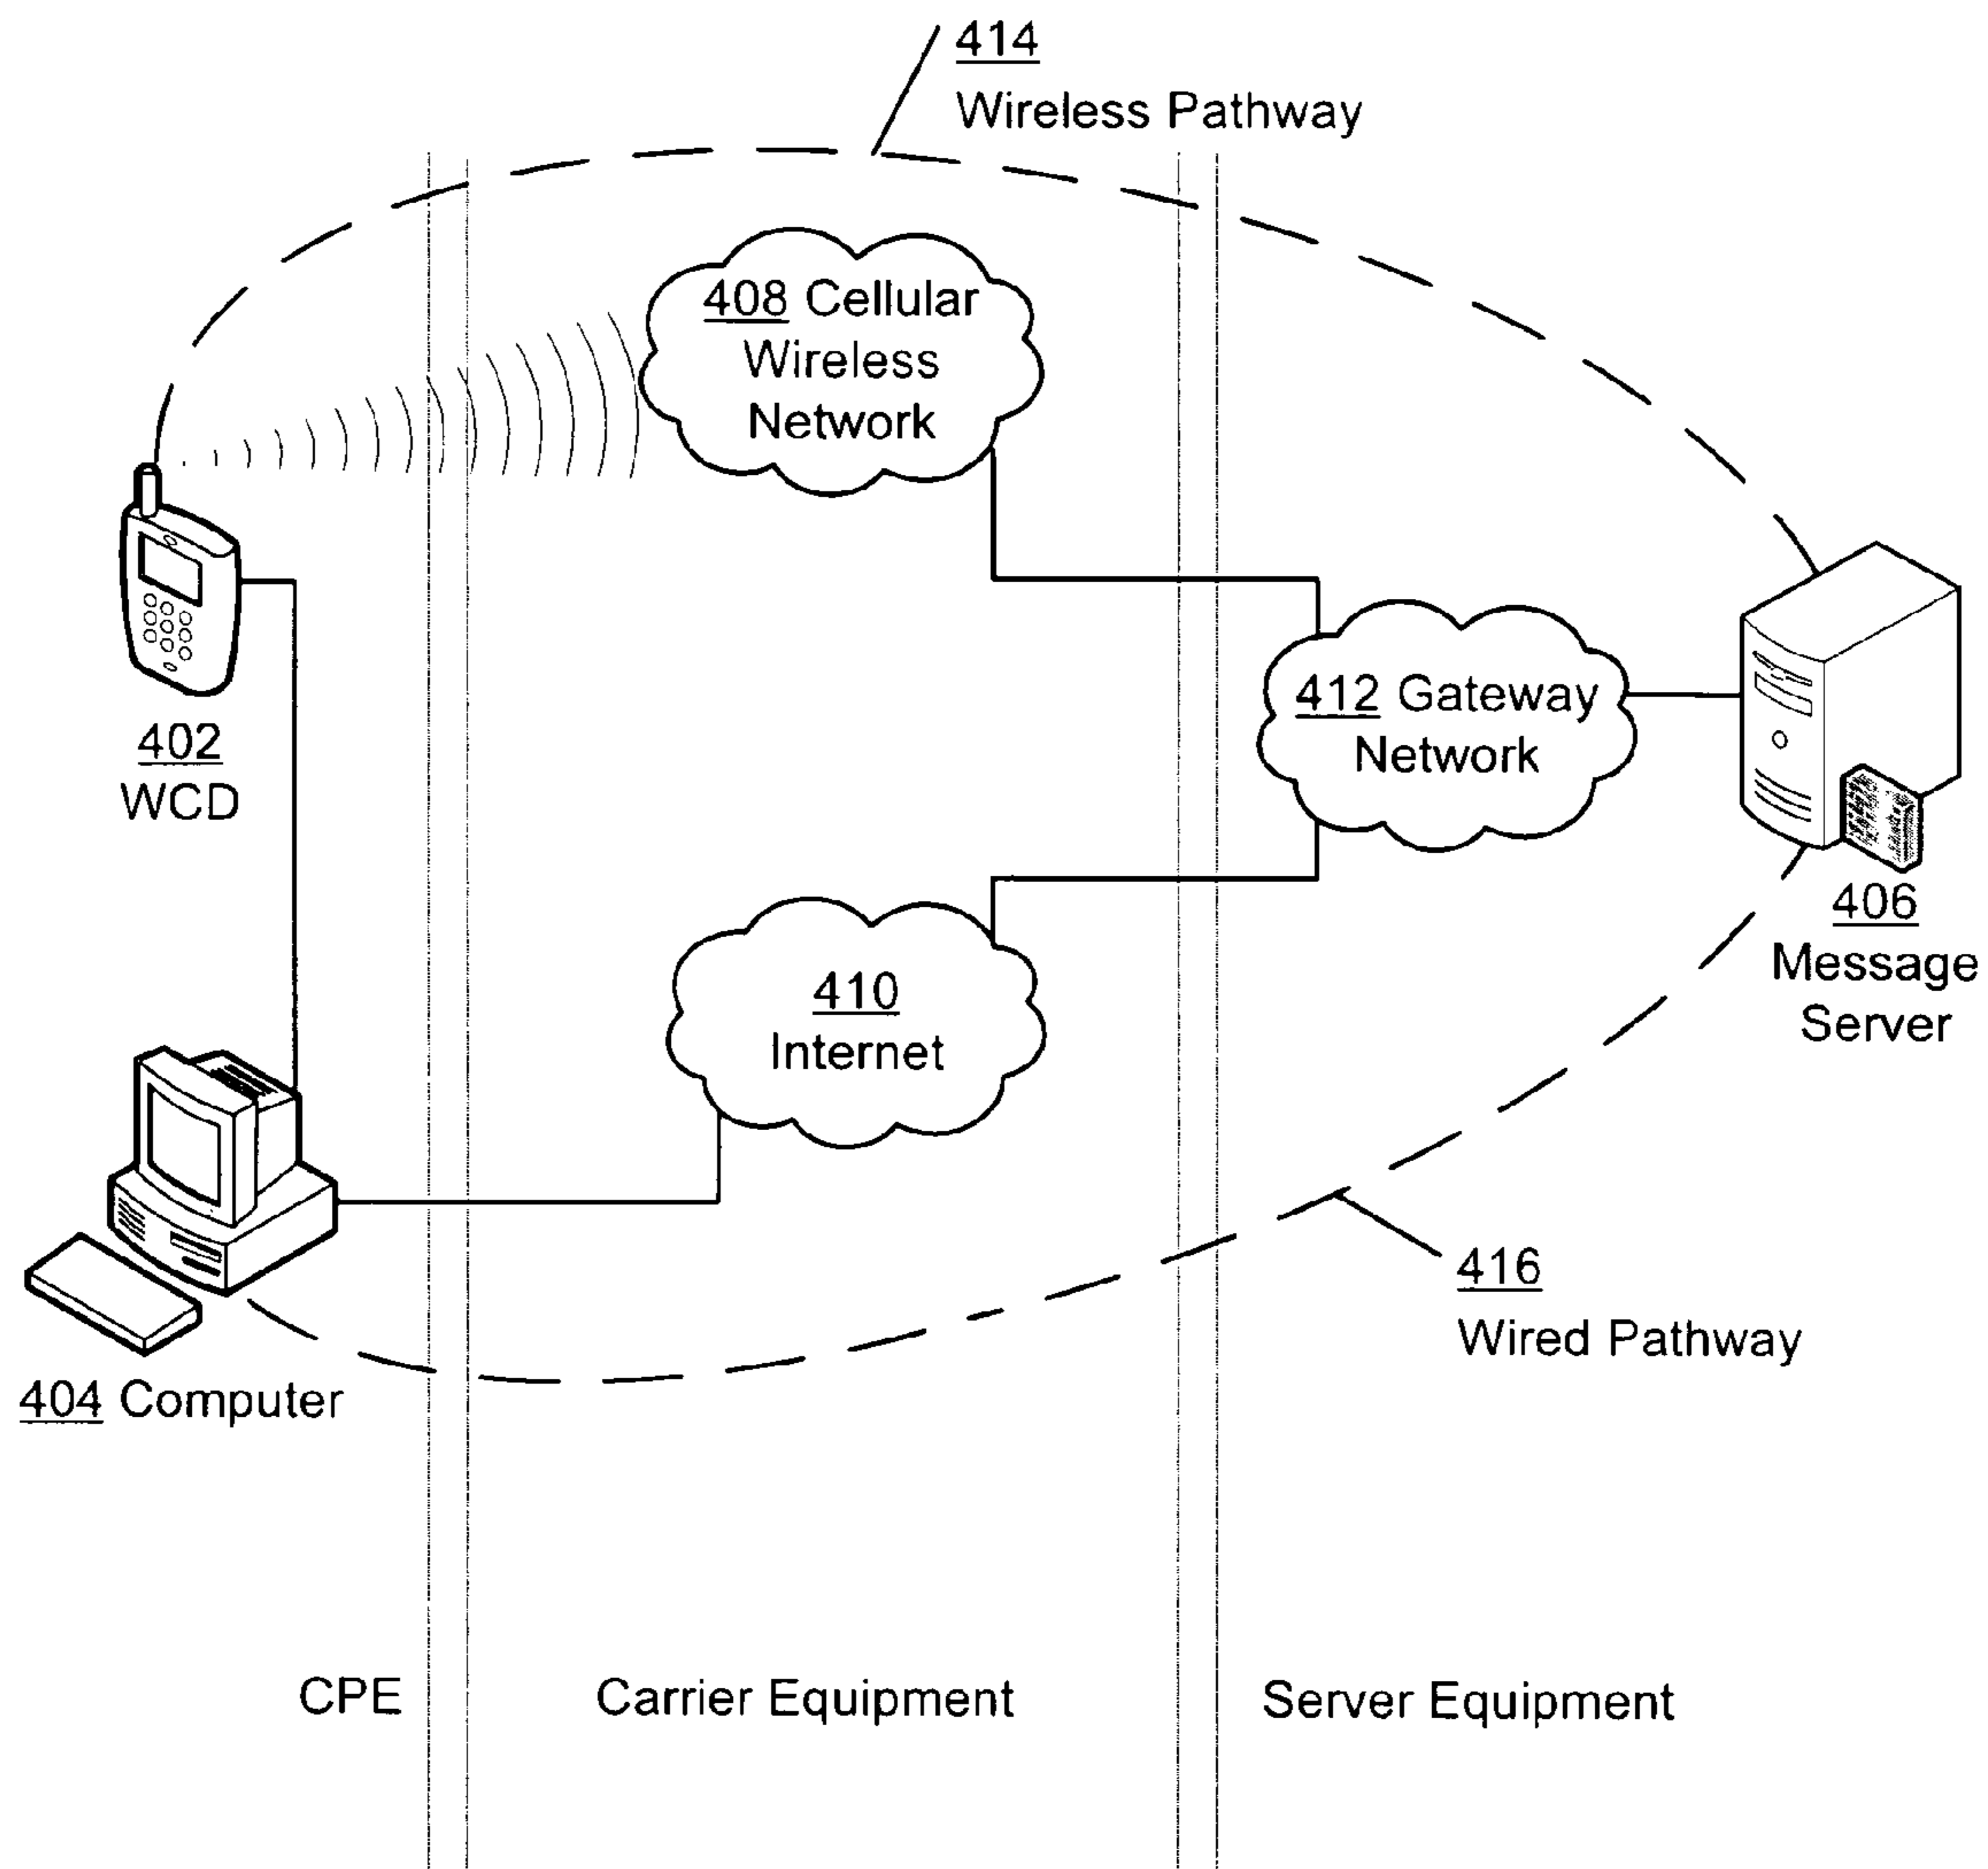 414
Wireless Pathway
408 Cellular
Wireless
Network
412 Gateway
Network
402
WCD
406
Message
Server
410
Internet
416
Wired Pathway
404 Computer
CPE
Carrier Equipment
Server Equipment